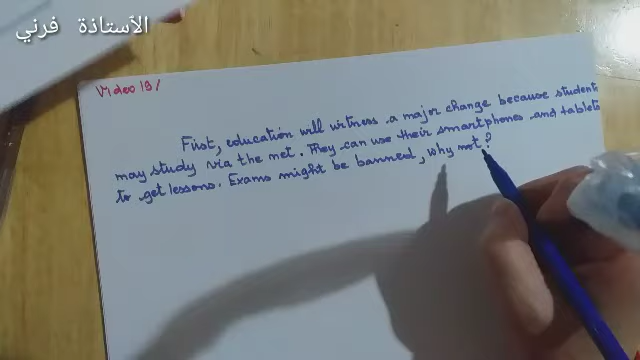 الأستاذة فرني
Video 19/
First, education will witness a major change because students
may study via the net. They can use their smartphones and tablets
to get lessons. Exams might be banned, why not?